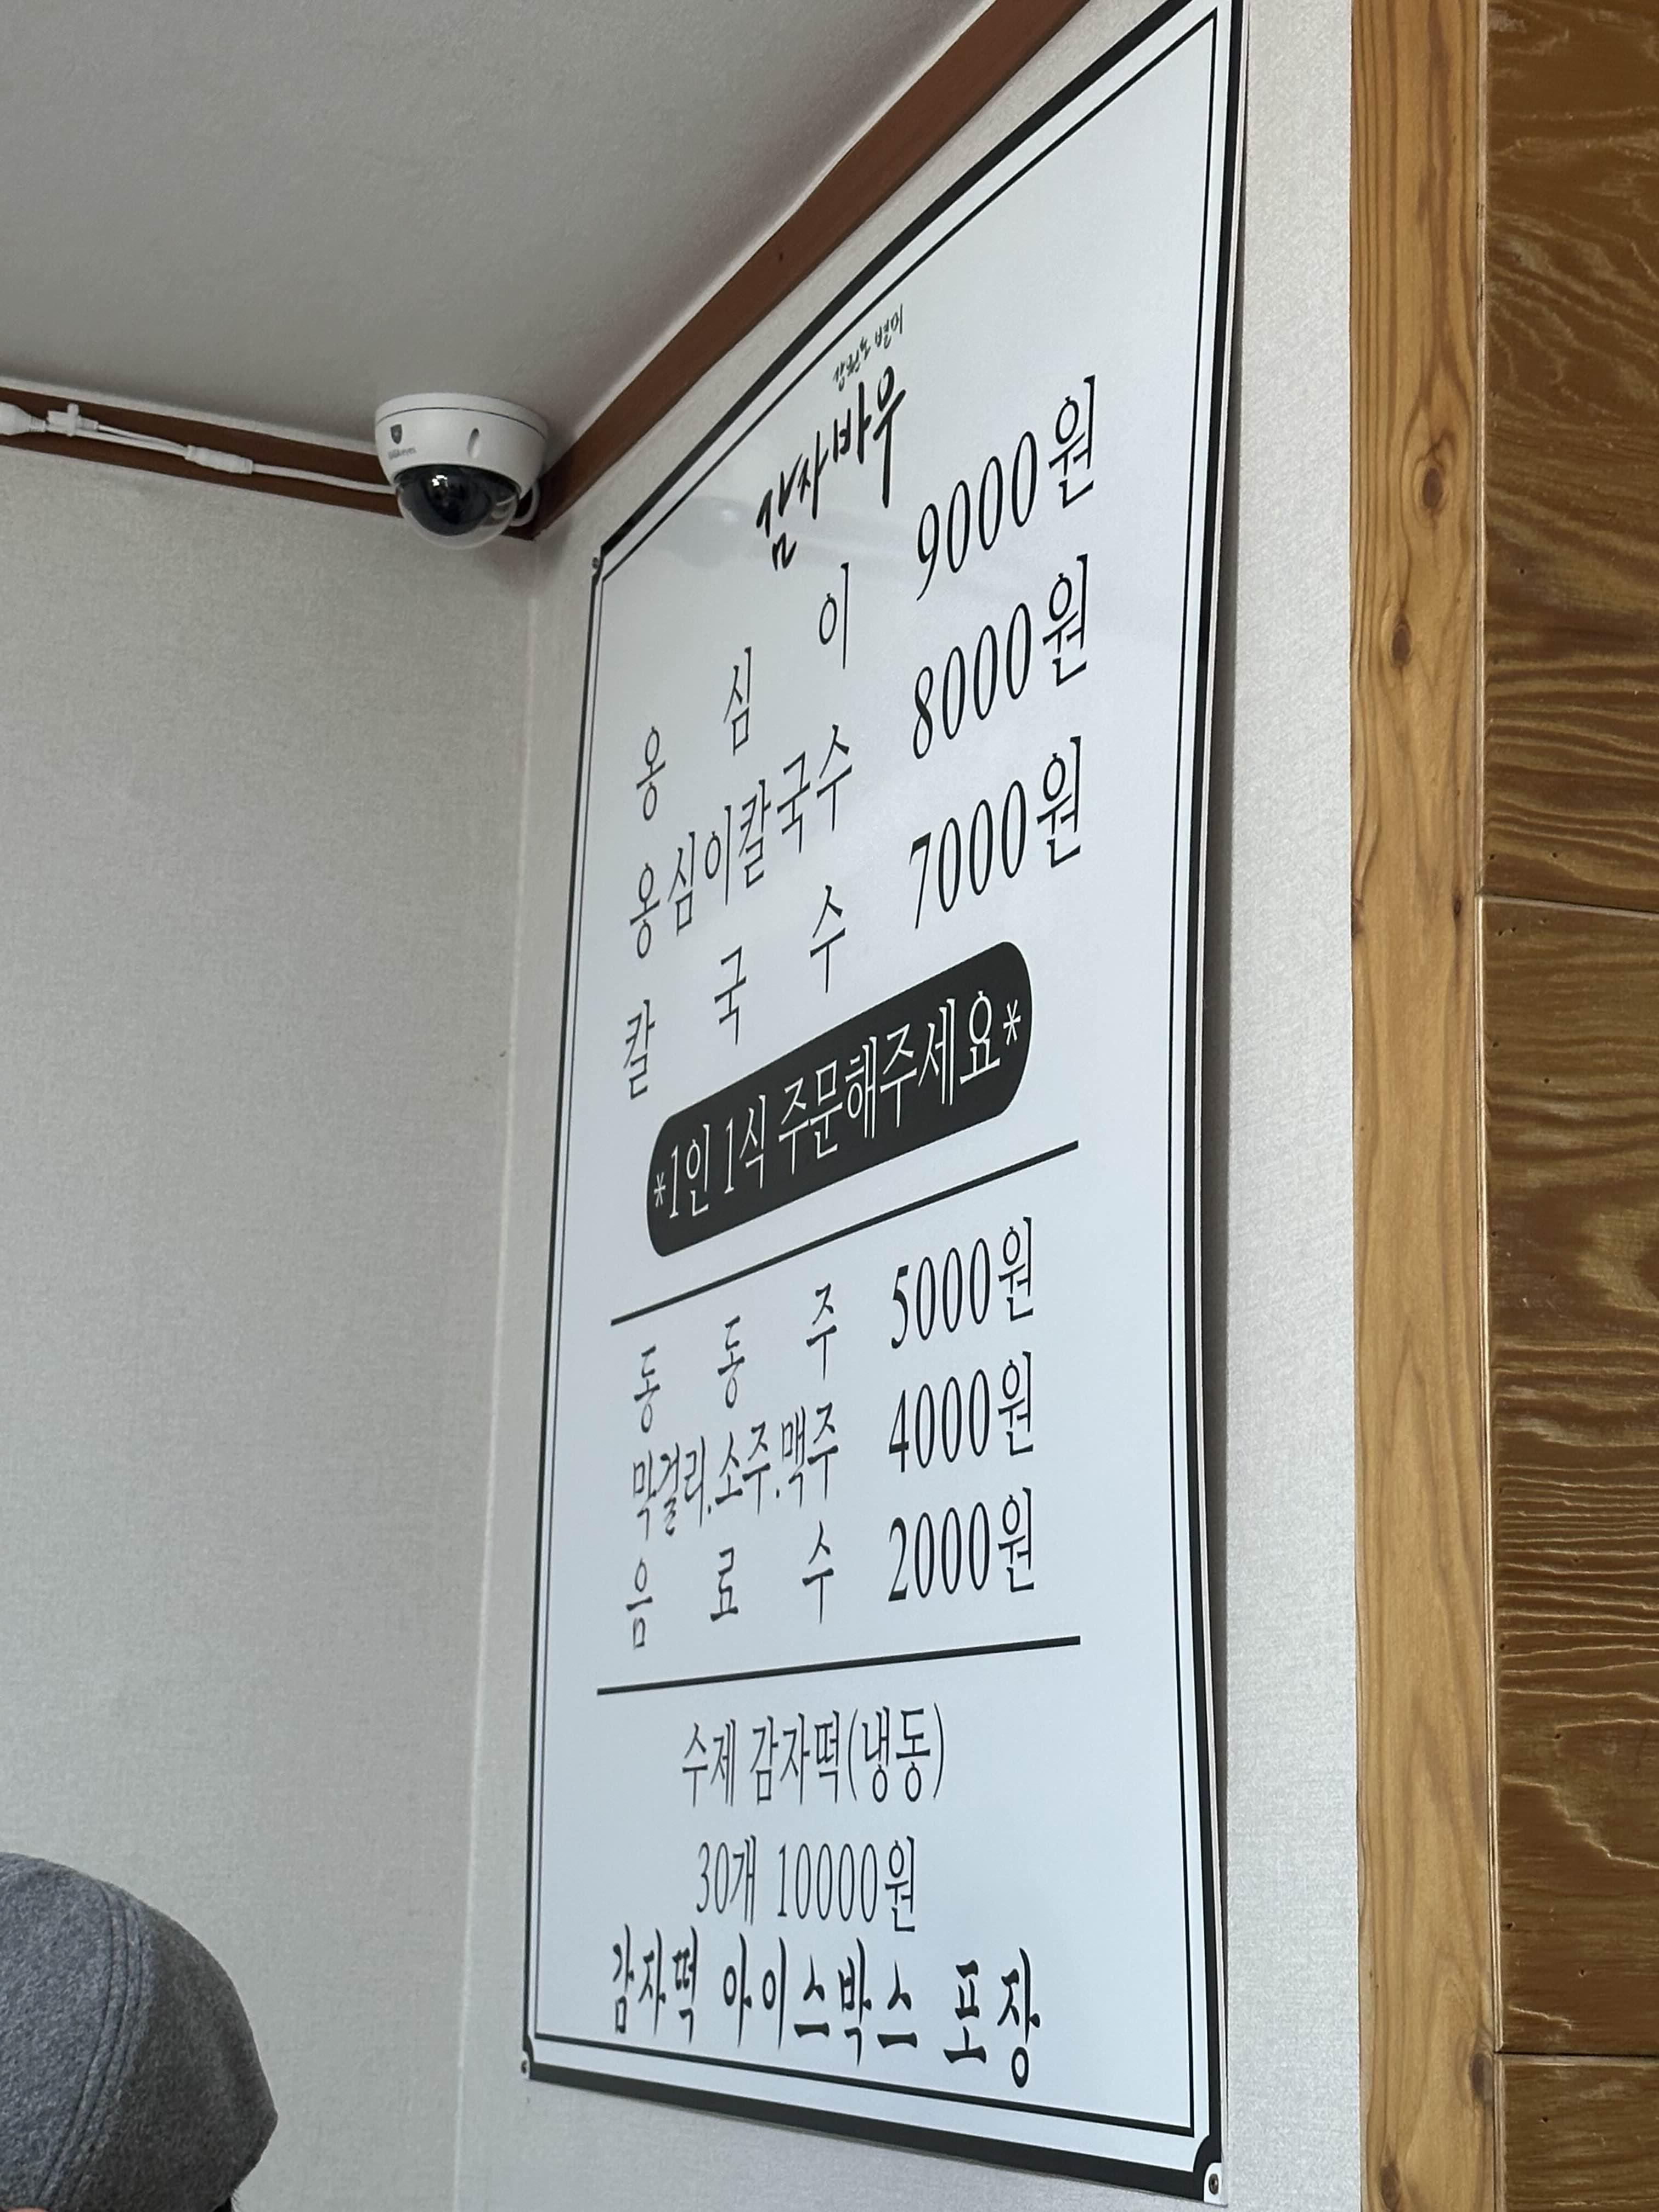 강원도 별미
감자바우
옹심이 9000원
옹심이칼국수 8000원
칼국수 7000원
*1인 1식 주문해주세요*
동동주 5000원
막걸리.소주.맥주 4000원
음료수 2000원
수제 감자떡(냉동)
30개 10000원
감자떡 아이스박스 포장